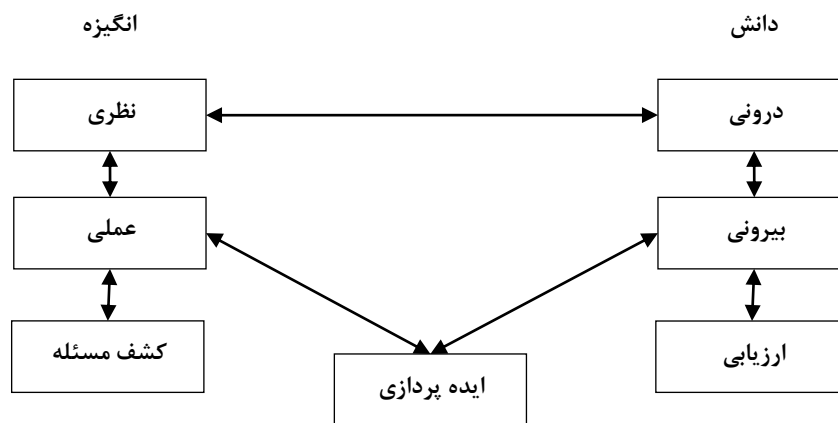 دانش
انگیزه
درونی
نظری
بیرونی
عملی
ارزیابی
کشف مسئله
ایده پردازی